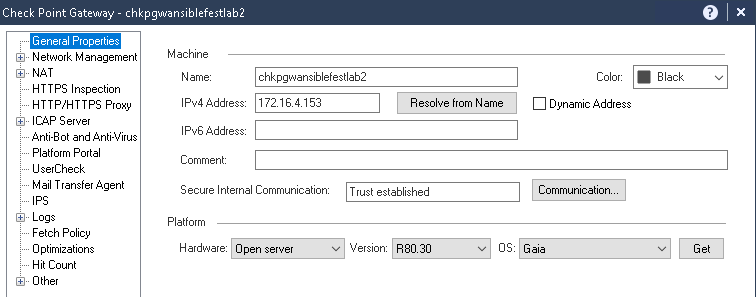 Check Point Gateway - chkpgwansiblefestlab2
?
General Properties
Network Management
NAT
HTTPS Inspection
HTTP/HTTPS Proxy
ICAP Server
Anti-Bot and Anti-Virus
Platform Portal
UserCheck
Mail Transfer Agent
IPS
Logs
Fetch Policy
Optimizations
Hit Count
Other
Machine
Name: chkpgwansiblefestlab2 Color: Black
IPv4 Address: 172.16.4.153 Resolve from Name Dynamic Address
IPv6 Address:
Comment:
Secure Internal Communication: Trust established Communication...
Platform
Hardware: Open server Version: R80.30 OS: Gaia Get